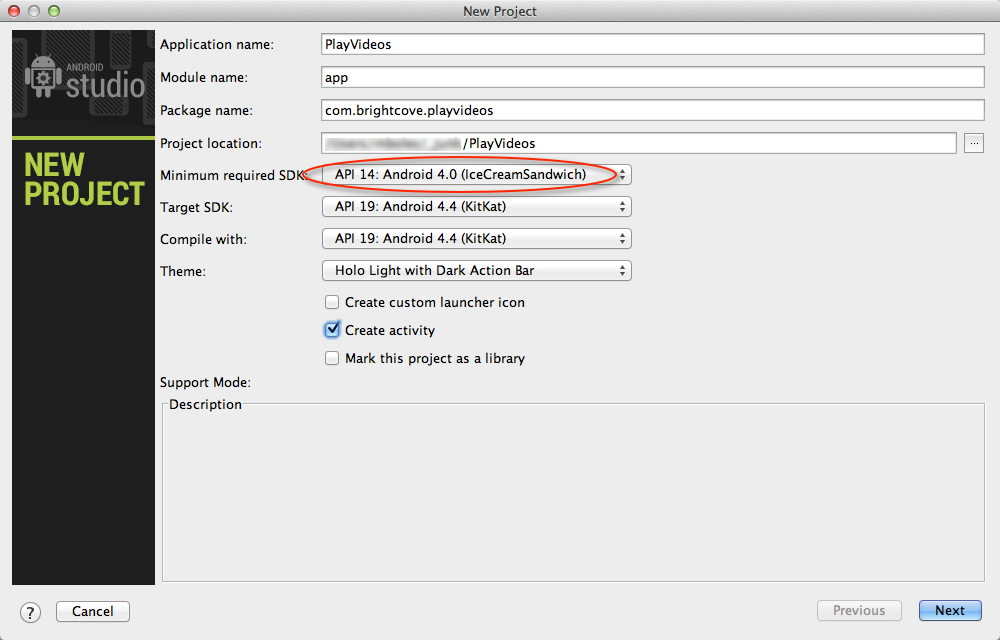 New Project
ANDROID
studio
NEW
PROJECT
Application name: PlayVideos
Module name: app
Package name: com.brightcove.playvideos
Project location: /PlayVideos ...
Minimum required SDK: API 14: Android 4.0 (IceCreamSandwich)
Target SDK: API 19: Android 4.4 (KitKat)
Compile with: API 19: Android 4.4 (KitKat)
Theme: Holo Light with Dark Action Bar
Create custom launcher icon
Create activity
Mark this project as a library
Support Mode:
Description
? Cancel Previous Next